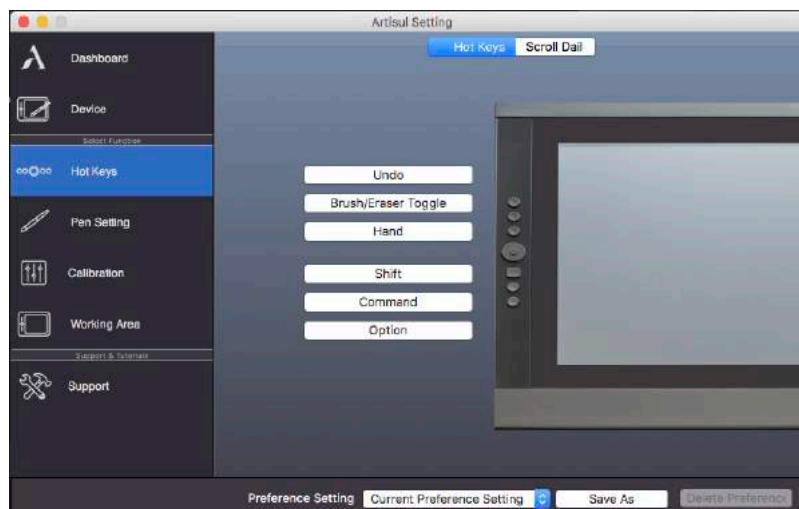 Artisul Setting
Dashboard
Device
Select Function
Hot Keys
Pen Setting
Calibration
Working Area
Support & Tutorials
Support
Hot Keys Scroll Dail
Undo
Brush/Eraser Toggle
Hand
Shift
Command
Option
Preference Setting Current Preference Setting Save As Delete Preference